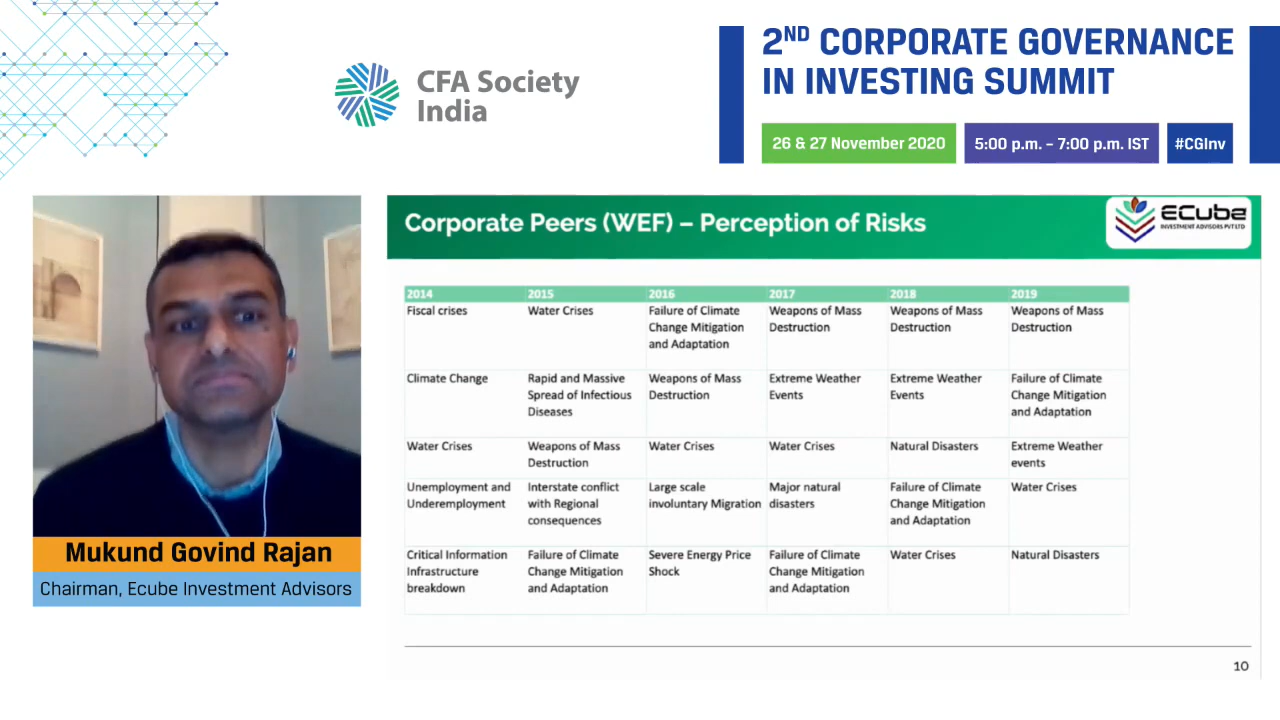 CFA Society
India
2ND CORPORATE GOVERNANCE
IN INVESTING SUMMIT
26 & 27 November 2020
5:00 p.m. – 7:00 p.m. IST
#CGInv
Mukund Govind Rajan
Chairman, Ecube Investment Advisors
Corporate Peers (WEF) – Perception of Risks
ECube
INVESTMENT ADVISORS PVT LTD
2014 2015 2016 2017 2018 2019
Fiscal crises
Water Crises
Failure of Climate
Change Mitigation
and Adaptation
Weapons of Mass
Destruction
Weapons of Mass
Destruction
Weapons of Mass
Destruction
Climate Change
Rapid and Massive
Spread of Infectious
Diseases
Weapons of Mass
Destruction
Extreme Weather
Events
Extreme Weather
Events
Failure of Climate
Change Mitigation
and Adaptation
Water Crises
Weapons of Mass
Destruction
Water Crises
Water Crises
Natural Disasters
Extreme Weather
events
Unemployment and
Underemployment
Interstate conflict
with Regional
consequences
Large scale
involuntary Migration
Major natural
disasters
Failure of Climate
Change Mitigation
and Adaptation
Water Crises
Critical Information
Infrastructure
breakdown
Failure of Climate
Change Mitigation
and Adaptation
Severe Energy Price
Shock
Failure of Climate
Change Mitigation
and Adaptation
Water Crises
Natural Disasters
10